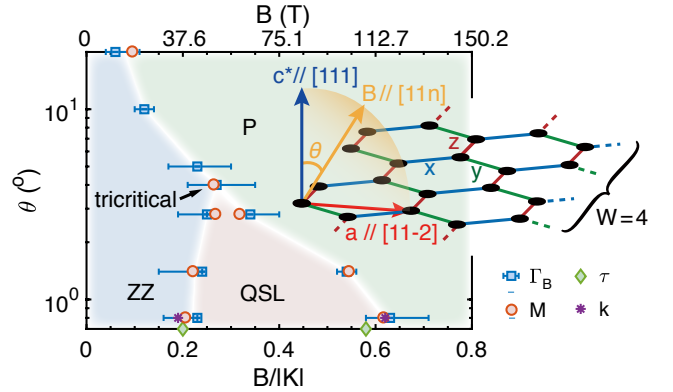 B (T)
0 37.6 75.1 112.7 150.2
c*// [111]
B // [11n]
P
θ
z
x
y
tricritical
a // [11-2]
W=4
ZZ
QSL
Γ_B
τ
M
k
θ (⁰)
10¹
10⁰
0 0.2 0.4 0.6 0.8
B/|K|